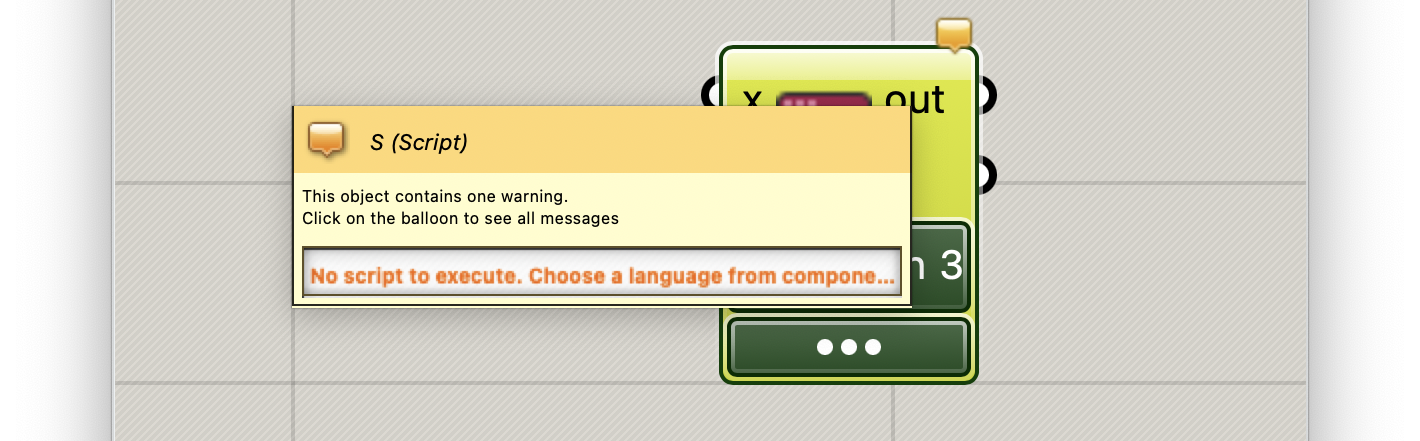 x out
S (Script)
This object contains one warning.
Click on the balloon to see all messages
n 3
No script to execute. Choose a language from compone...